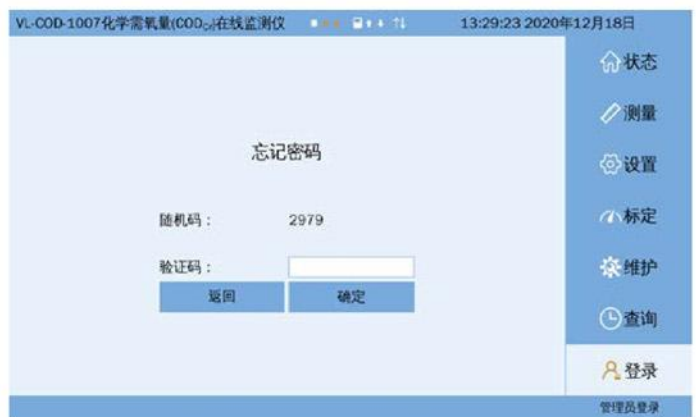 VL-COD-1007化学需氧量(CODCr)在线监测仪 13:29:23 2020年12月18日
状态
测量
忘记密码
设置
随机码： 2979
标定
验证码：
维护
返回 确定
查询
登录
管理员登录